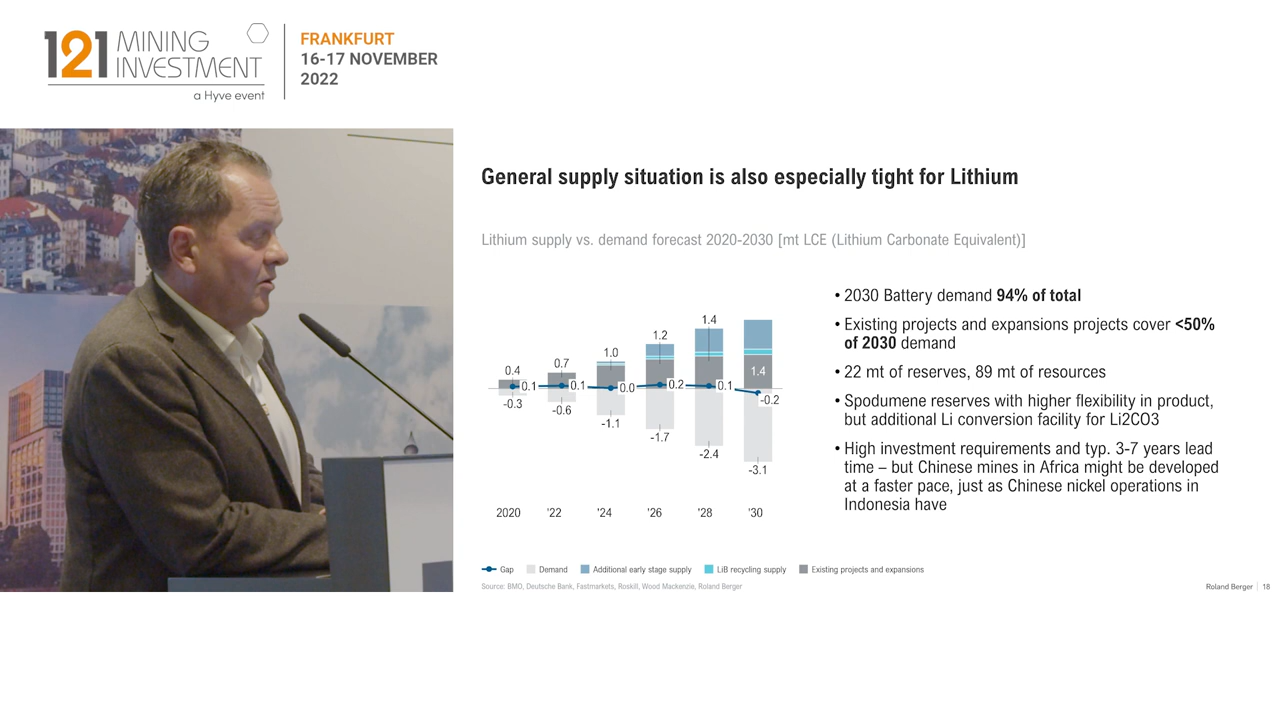 121 MINING INVESTMENT
a Hyve event
FRANKFURT
16-17 NOVEMBER
2022
General supply situation is also especially tight for Lithium
Lithium supply vs. demand forecast 2020-2030 [mt LCE (Lithium Carbonate Equivalent)]
0.4
0.7
1.0
1.2
1.4
1.4
0.1
0.1
0.0
0.2
0.1
-0.2
-0.3
-0.6
-1.1
-1.7
-2.4
-3.1
2020
'22
'24
'26
'28
'30
• 2030 Battery demand 94% of total
• Existing projects and expansions projects cover <50%
of 2030 demand
• 22 mt of reserves, 89 mt of resources
• Spodumene reserves with higher flexibility in product,
but additional Li conversion facility for Li2CO3
• High investment requirements and typ. 3-7 years lead
time – but Chinese mines in Africa might be developed
at a faster pace, just as Chinese nickel operations in
Indonesia have
Gap
Demand
Additional early stage supply
LiB recycling supply
Existing projects and expansions
Source: BMO, Deutsche Bank, Fastmarkets, Roskill, Wood Mackenzie, Roland Berger
Roland Berger | 18